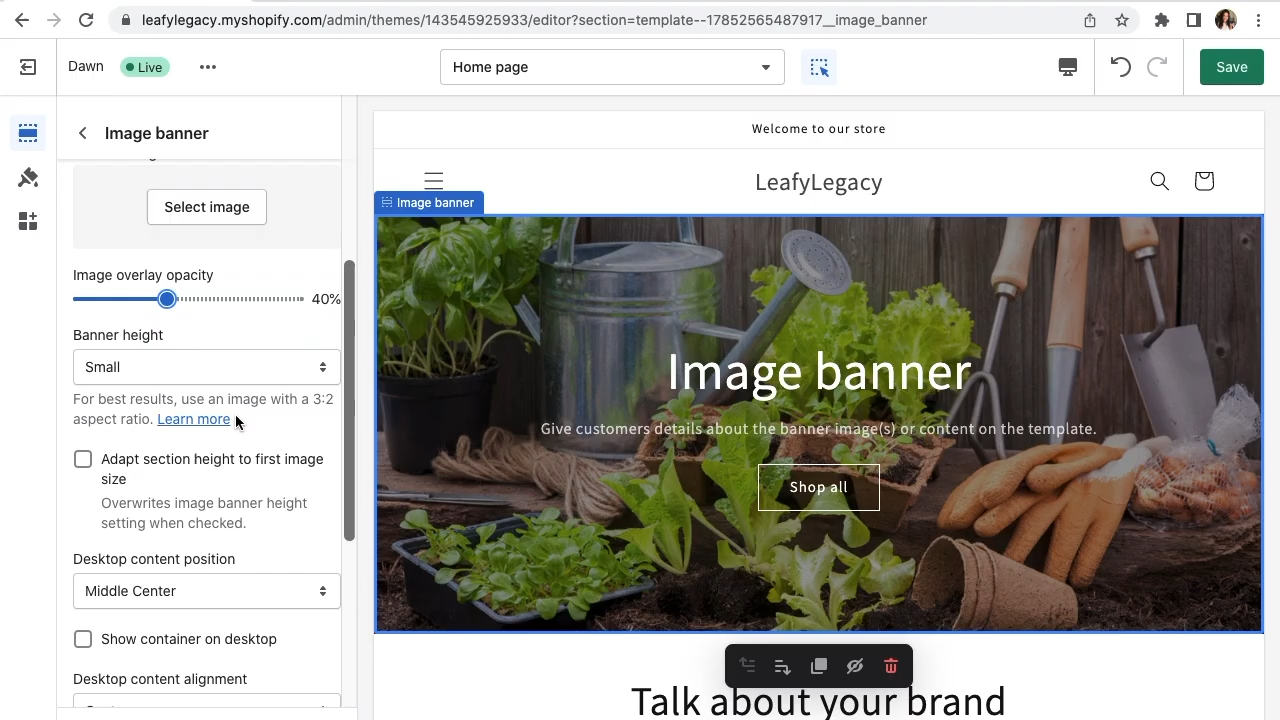 leafylegacy.myshopify.com/admin/themes/143545925933/editor?section=template--17852565487917__image_banner
Dawn
Live
Home page
Save
Image banner
Select image
Image overlay opacity
40%
Banner height
Small
For best results, use an image with a 3:2
aspect ratio. Learn more
Adapt section height to first image
size
Overwrites image banner height
setting when checked.
Desktop content position
Middle Center
Show container on desktop
Desktop content alignment
Welcome to our store
LeafyLegacy
Image banner
Image banner
Give customers details about the banner image(s) or content on the template.
Shop all
Talk about your brand